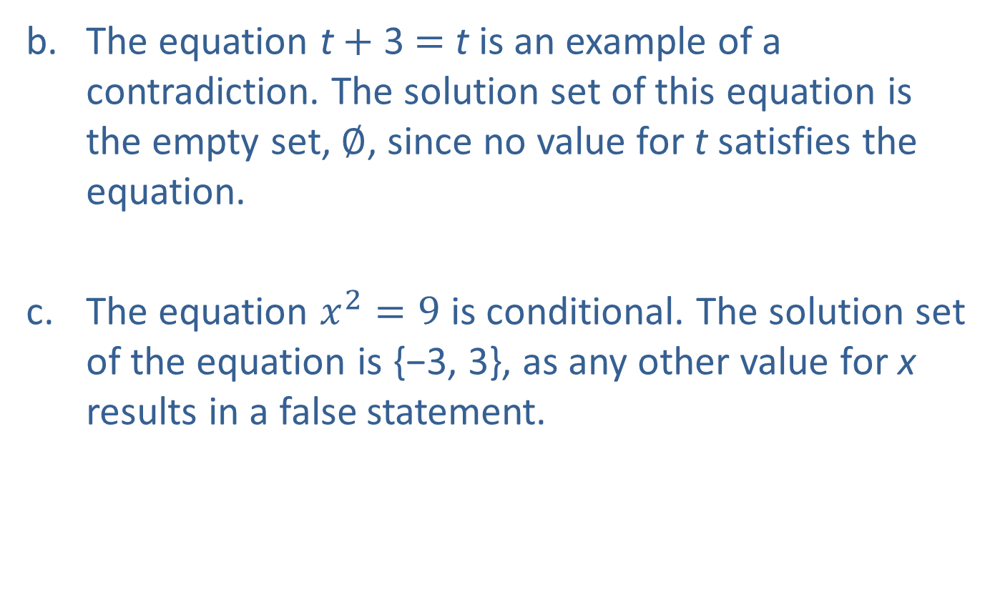 b. The equation t + 3 = t is an example of a
contradiction. The solution set of this equation is
the empty set, Ø, since no value for t satisfies the
equation.
c. The equation x² = 9 is conditional. The solution set
of the equation is {−3, 3}, as any other value for x
results in a false statement.